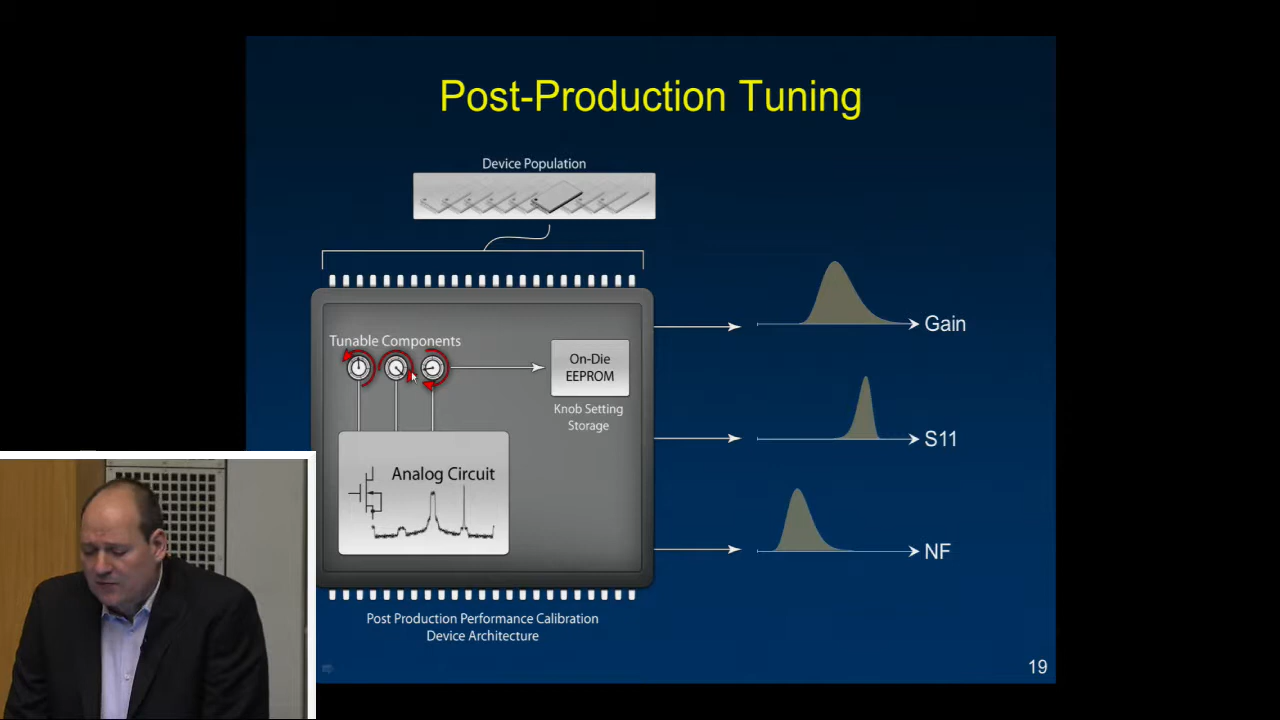 Post-Production Tuning
Device Population
Tunable Components
On-Die
EEPROM
Knob Setting
Storage
Analog Circuit
Gain
S11
NF
Post Production Performance Calibration
Device Architecture
19